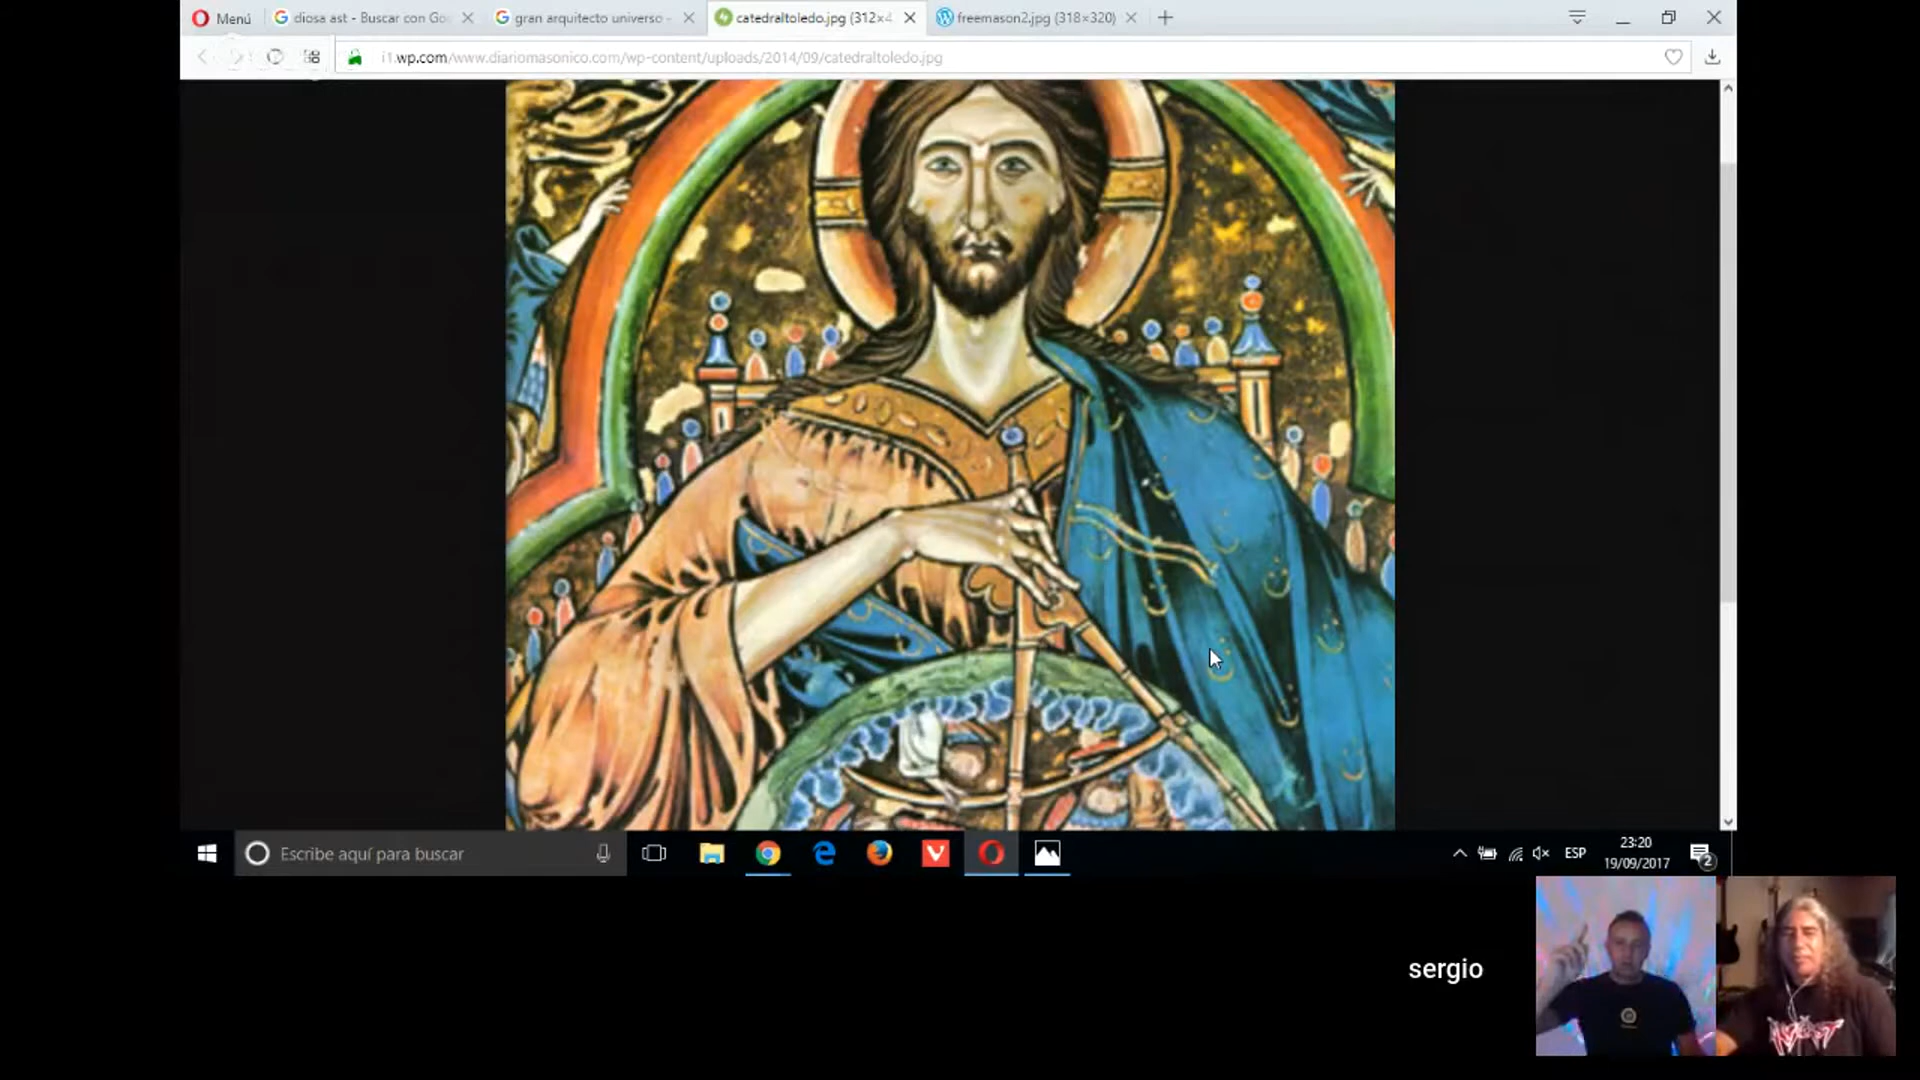 Menú
diosa ast - Buscar con Go
gran arquitecto universo -
catedraltoledo.jpg (312×4
freemason2.jpg (318×320)
i1.wp.com/www.diariomasonico.com/wp-content/uploads/2014/09/catedraltoledo.jpg
Escribe aquí para buscar
ESP
23:20
19/09/2017
2
sergio